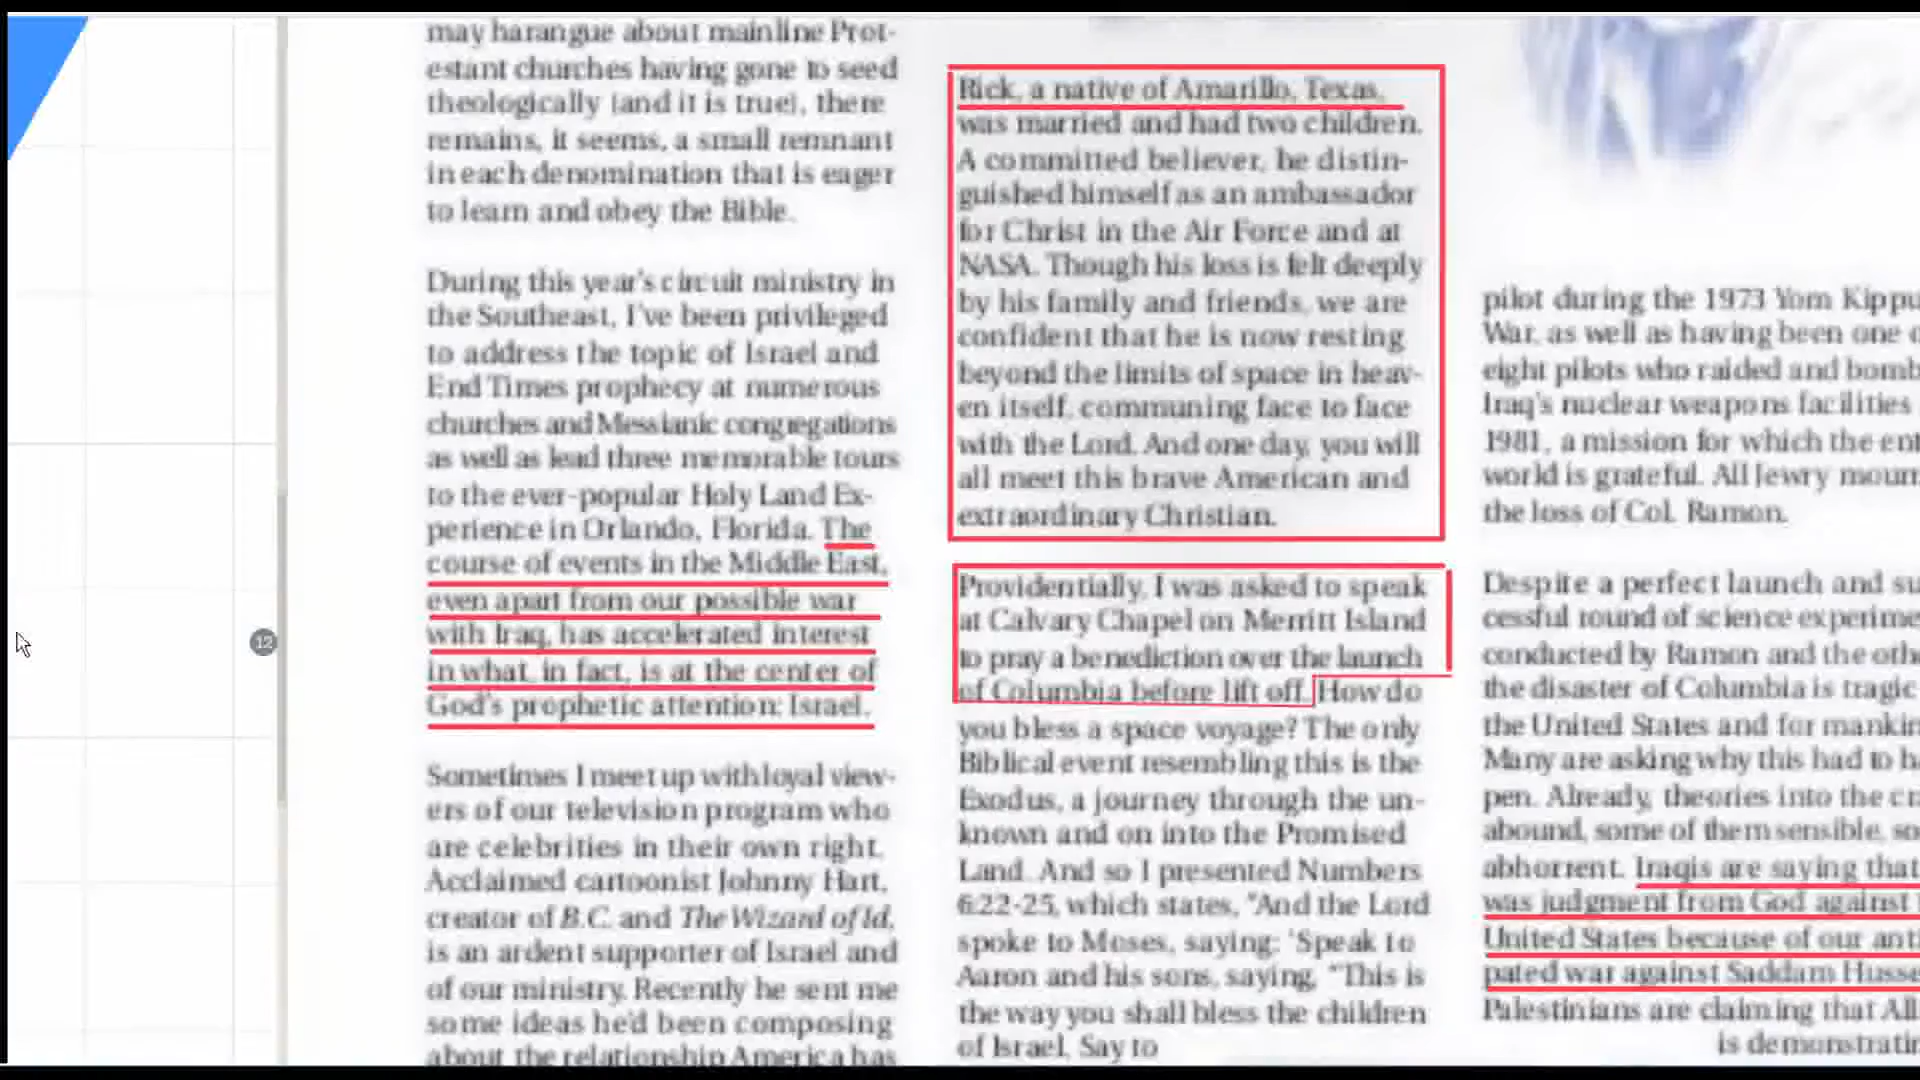 may harangue about mainline Prot-
estant churches having gone to seed
theologically (and it is true), there
remains, it seems, a small remnant
in each denomination that is eager
to learn and obey the Bible.
During this year's circuit ministry in
the Southeast, I've been privileged
to address the topic of Israel and
End Times prophecy at numerous
churches and Messianic congregations
as well as lead three memorable tours
to the ever-popular Holy Land Ex-
perience in Orlando, Florida. The
course of events in the Middle East,
even apart from our possible war
with Iraq, has accelerated interest
in what, in fact, is at the center of
God's prophetic attention: Israel.
Sometimes I meet up with loyal view-
ers of our television program who
are celebrities in their own right.
Acclaimed cartoonist Johnny Hart,
creator of B.C. and The Wizard of Id,
is an ardent supporter of Israel and
of our ministry. Recently he sent me
some ideas he'd been composing
about the relationship America has
Rick, a native of Amarillo, Texas,
was married and had two children.
A committed believer, he distin-
guished himself as an ambassador
for Christ in the Air Force and at
NASA. Though his loss is felt deeply
by his family and friends, we are
confident that he is now resting
beyond the limits of space in heav-
en itself, communing face to face
with the Lord. And one day, you will
all meet this brave American and
extraordinary Christian.
Providentially, I was asked to speak
at Calvary Chapel on Merritt Island
to pray a benediction over the launch
of Columbia before lift off. How do
you bless a space voyage? The only
Biblical event resembling this is the
Exodus, a journey through the un-
known and on into the Promised
Land. And so I presented Numbers
6:22-25, which states, "And the Lord
spoke to Moses, saying: 'Speak to
Aaron and his sons, saying, "This is
the way you shall bless the children
of Israel. Say to
pilot during the 1973 Yom Kippu
War, as well as having been one o
eight pilots who raided and bomb
Iraq's nuclear weapons facilities
1981, a mission for which the ent
world is grateful. All Jewry mourn
the loss of Col. Ramon.
Despite a perfect launch and su
cessful round of science experime
conducted by Ramon and the oth
the disaster of Columbia is tragic
the United States and for mankin
Many are asking why this had to ha
pen. Already, theories into the cr
abound, some of them sensible, so
abhorrent. Iraqis are saying that
was judgment from God against t
United States because of our anti
pated war against Saddam Husse
Palestinians are claiming that All
is demonstratin
12